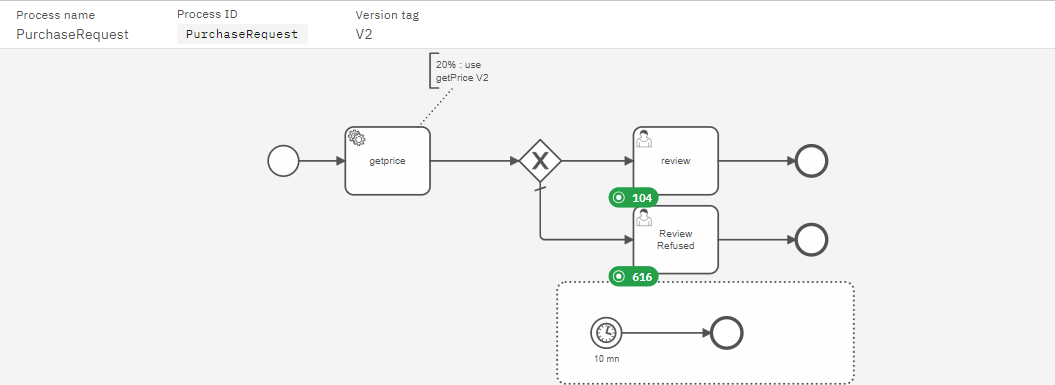 Process name
Process ID
Version tag
PurchaseRequest
PurchaseRequest
V2
20% : use
getPrice V2
getprice
X
review
104
Review
Refused
616
10 mn